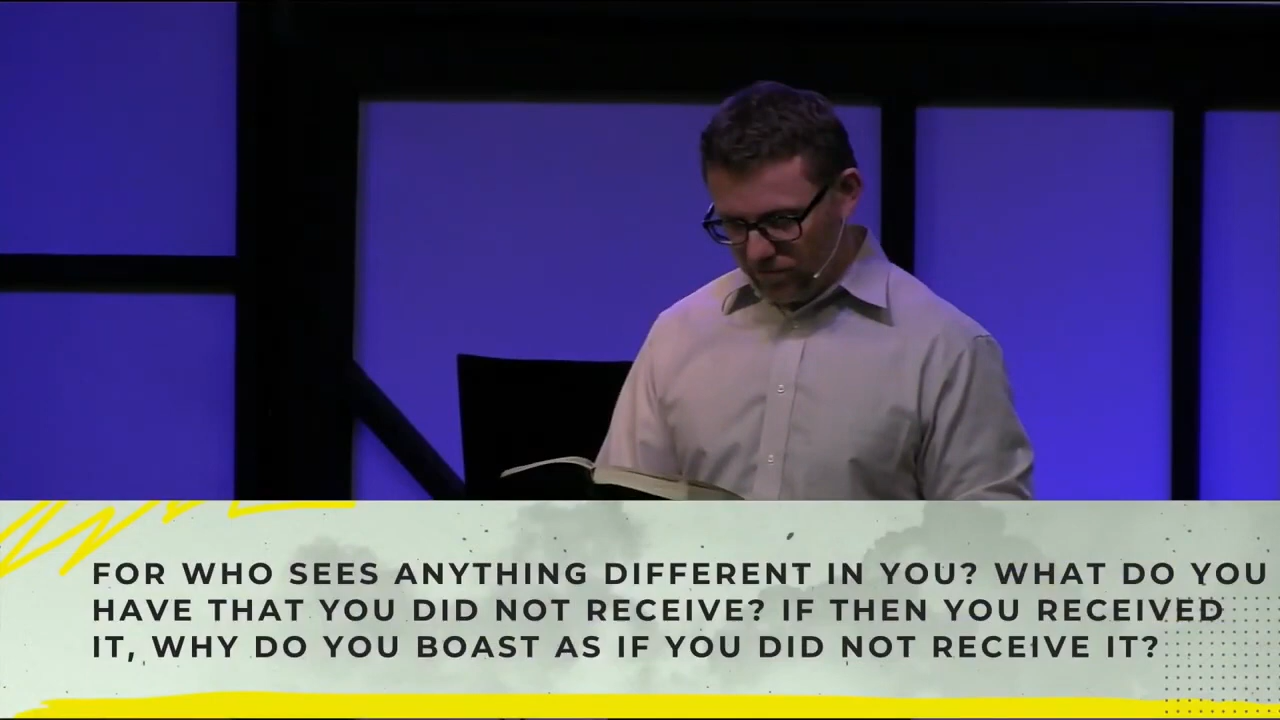 FOR WHO SEES ANYTHING DIFFERENT IN YOU? WHAT DO YOU
HAVE THAT YOU DID NOT RECEIVE? IF THEN YOU RECEIVED
IT, WHY DO YOU BOAST AS IF YOU DID NOT RECEIVE IT?